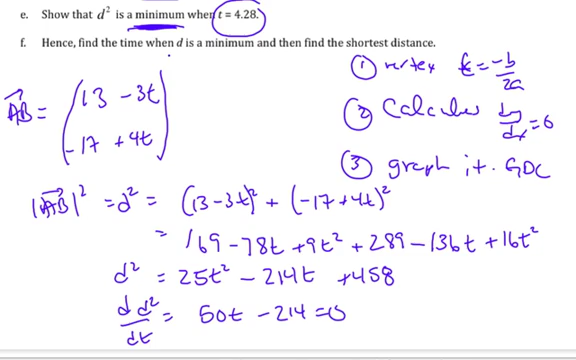 e. Show that d² is a minimum when t = 4.28.
f. Hence, find the time when d is a minimum and then find the shortest distance.
① vertex t = -b/2a
② Calculus dy/dx = 0
③ graph it. GDC
AB = (13 - 3t
-17 + 4t)
|AB|² = d² = (13 - 3t)² + (-17 + 4t)²
= 169 - 78t + 9t² + 289 - 136t + 16t²
d² = 25t² - 214t + 458
d d²/dt = 50t - 214 = 0